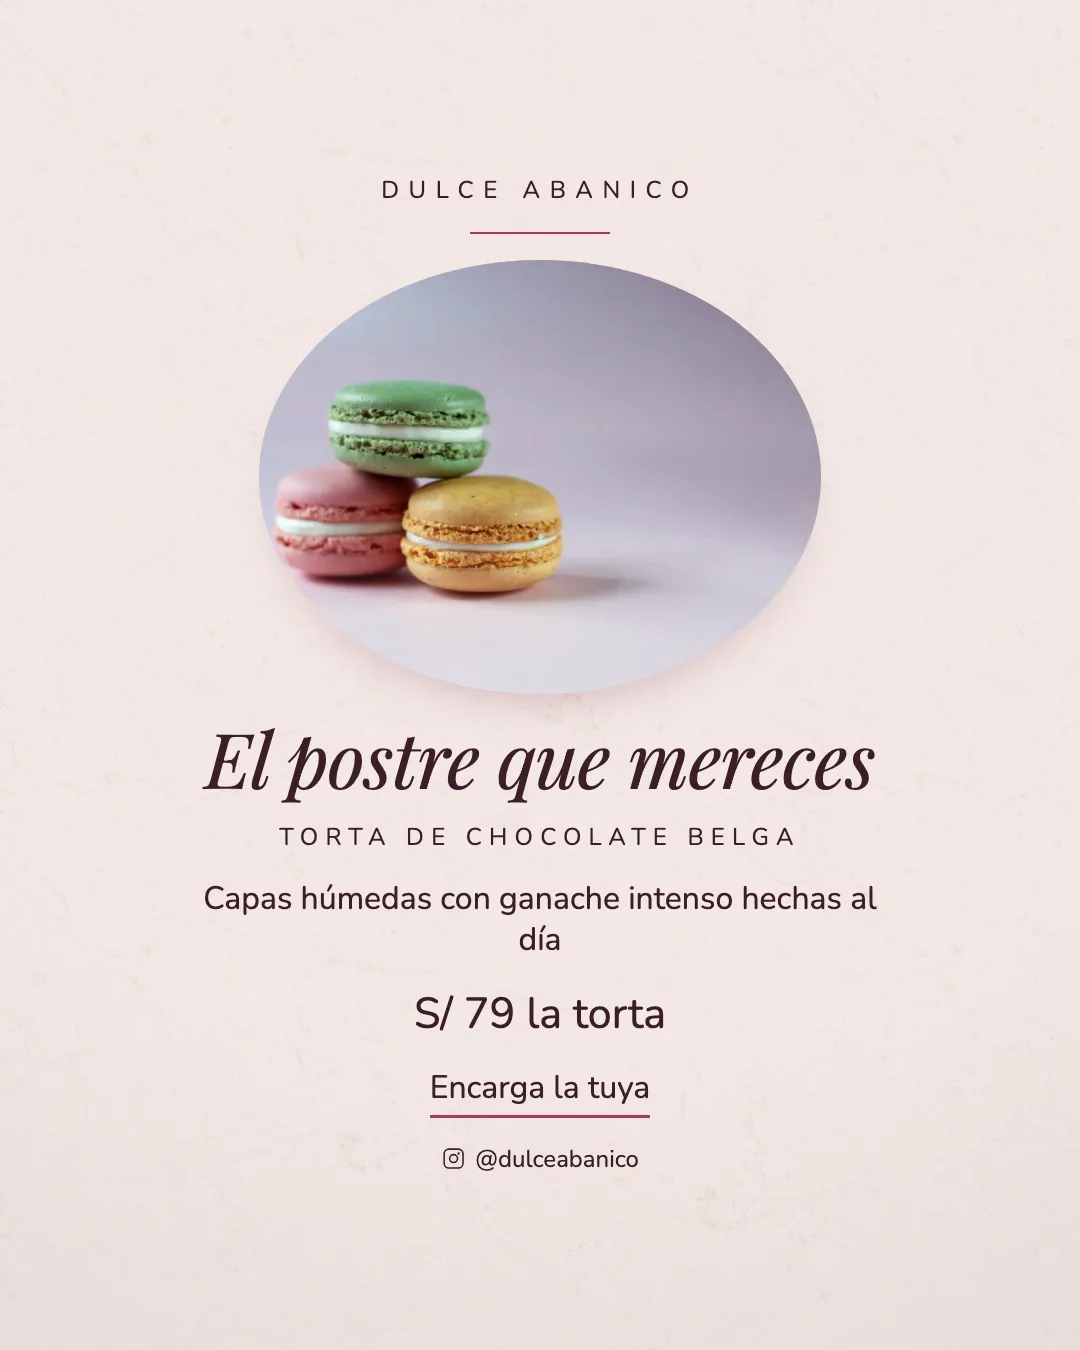 DULCE ABANICO
El postre que mereces
TORTA DE CHOCOLATE BELGA
Capas húmedas con ganache intenso hechas al
día
S/ 79 la torta
Encarga la tuya
@dulceabanico